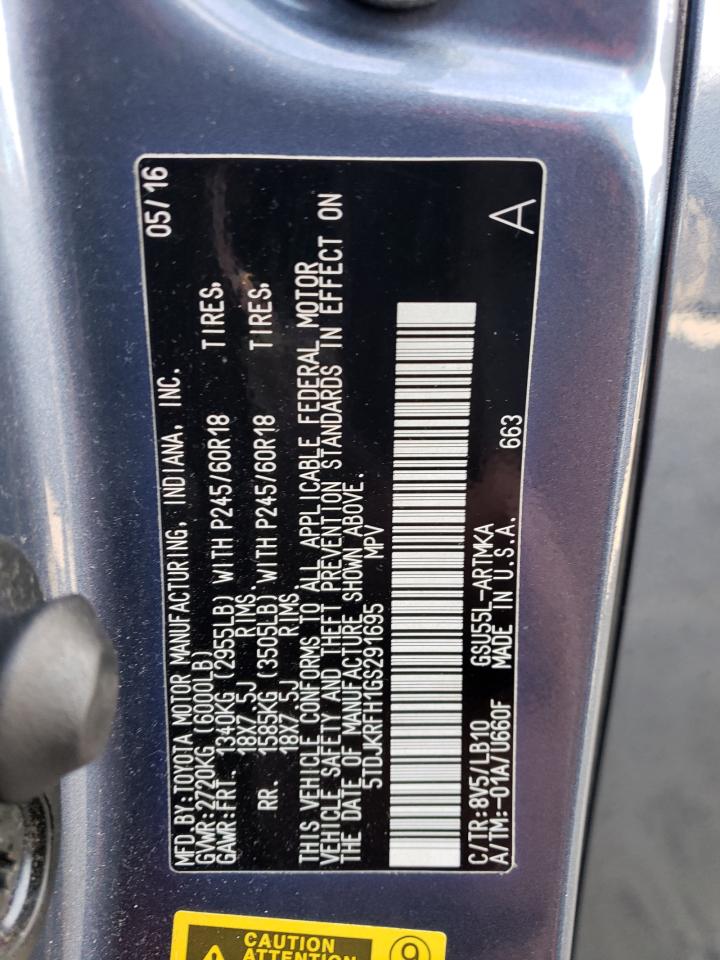 MFD.BY:TOYOTA MOTOR MANUFACTURING, INDIANA, INC. 05/16
GVWR:2720KG (6000LB)
GAWR:FRT. 1340KG (2955LB) WITH P245/60R18 TIRES,
18X7.5J RIMS.
RR. 1585KG (3505LB) WITH P245/60R18 TIRES,
18X7.5J RIMS.
THIS VEHICLE CONFORMS TO ALL APPLICABLE FEDERAL MOTOR
VEHICLE SAFETY AND THEFT PREVENTION STANDARDS IN EFFECT ON
THE DATE OF MANUFACTURE SHOWN ABOVE.
5TDJKRFH1GS291695 MPV
C/TR:8V5/LB10 GSU55L-ARTMKA
A/TM:-01A/U660F MADE IN U.S.A. 663 A
CAUTION
ATTENTION